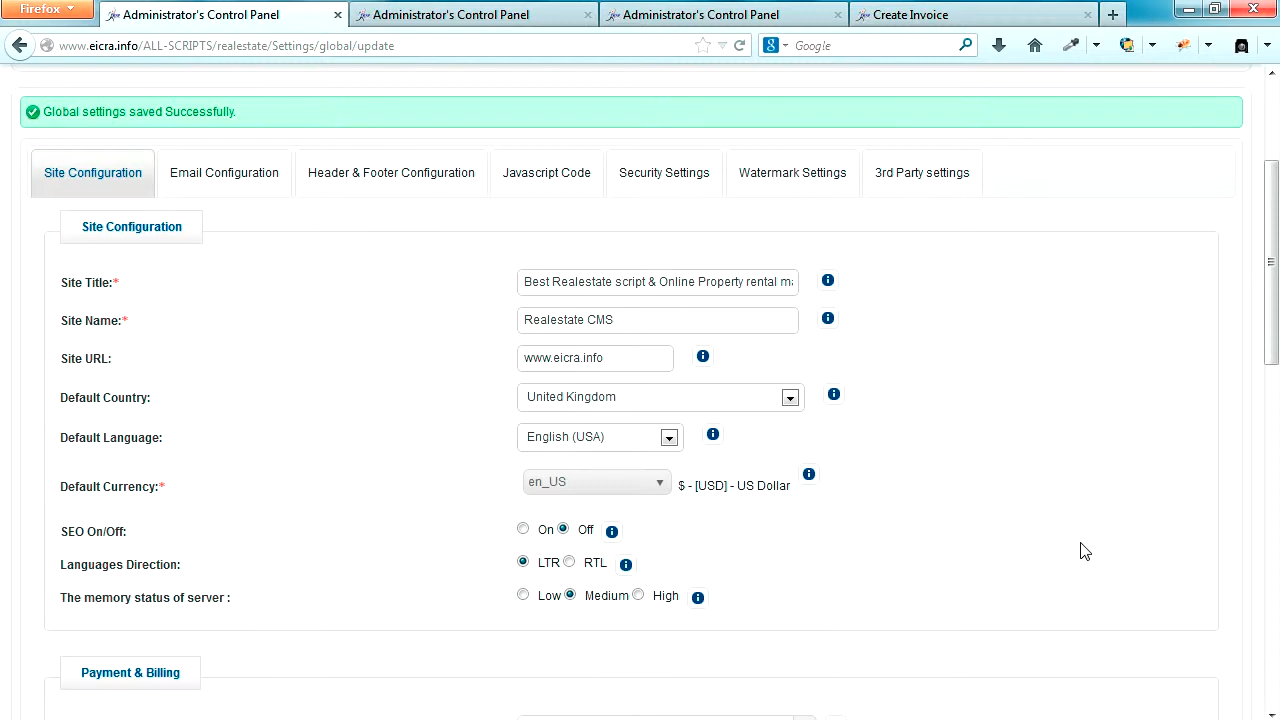 Firefox
Administrator's Control Panel
Administrator's Control Panel
Administrator's Control Panel
Create Invoice
www.eicra.info/ALL-SCRIPTS/realestate/Settings/global/update
Google
Global settings saved Successfully.
Site Configuration
Email Configuration
Header & Footer Configuration
Javascript Code
Security Settings
Watermark Settings
3rd Party settings
Site Configuration
Site Title:*
Best Realestate script & Online Property rental ma
Site Name:*
Realestate CMS
Site URL:
www.eicra.info
Default Country:
United Kingdom
Default Language:
English (USA)
Default Currency:*
en_US
$ - [USD] - US Dollar
SEO On/Off:
On Off
Languages Direction:
LTR RTL
The memory status of server :
Low Medium High
Payment & Billing